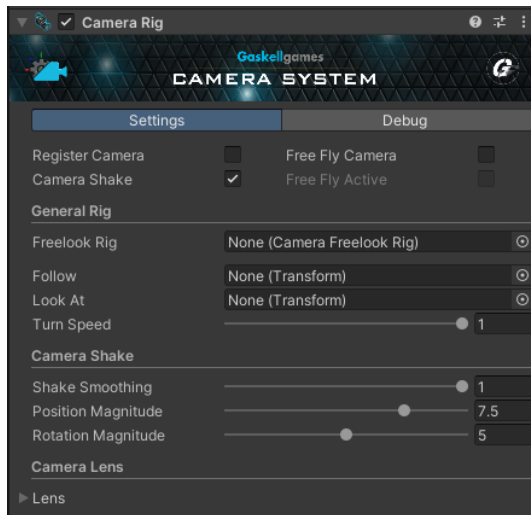 Camera Rig
Gaskellgames
CAMERA SYSTEM
G
Settings Debug
Register Camera Free Fly Camera
Camera Shake Free Fly Active
General Rig
Freelook Rig None (Camera Freelook Rig)
Follow None (Transform)
Look At None (Transform)
Turn Speed 1
Camera Shake
Shake Smoothing 1
Position Magnitude 7.5
Rotation Magnitude 5
Camera Lens
Lens